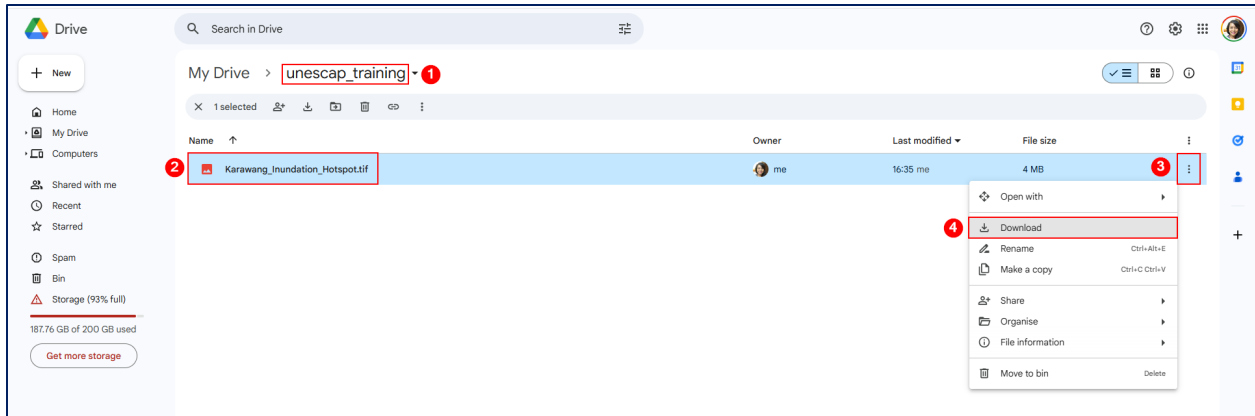 Drive
Search in Drive
New
My Drive > unescap_training 1
1 selected
Home
My Drive
Computers
Shared with me
Recent
Starred
Spam
Bin
Storage (93% full)
187.76 GB of 200 GB used
Get more storage
Name Owner Last modified File size
2 Karawang_Inundation_Hotspot.tif me 16:35 me 4 MB 3
Open with
4 Download
Rename Ctrl+Alt+E
Make a copy Ctrl+C Ctrl+V
Share
Organise
File information
Move to bin Delete
31